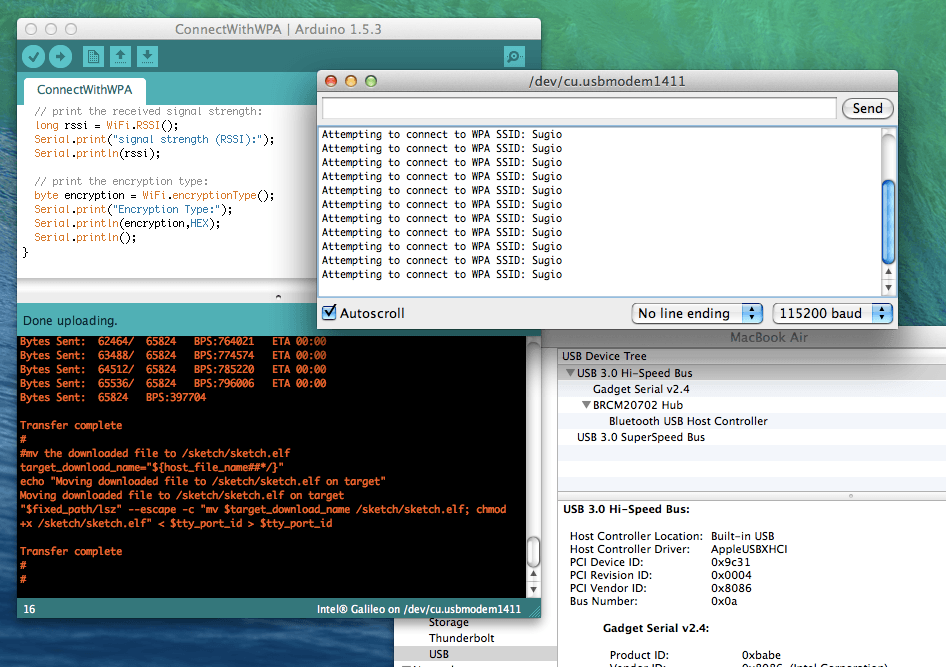 ConnectWithWPA | Arduino 1.5.3
ConnectWithWPA
// print the received signal strength:
long rssi = WiFi.RSSI();
Serial.print("signal strength (RSSI):");
Serial.println(rssi);
// print the encryption type:
byte encryption = WiFi.encryptionType();
Serial.print("Encryption Type:");
Serial.println(encryption,HEX);
Serial.println();
}
/dev/cu.usbmodem1411
Send
Attempting to connect to WPA SSID: Sugio
Attempting to connect to WPA SSID: Sugio
Attempting to connect to WPA SSID: Sugio
Attempting to connect to WPA SSID: Sugio
Attempting to connect to WPA SSID: Sugio
Attempting to connect to WPA SSID: Sugio
Attempting to connect to WPA SSID: Sugio
Attempting to connect to WPA SSID: Sugio
Attempting to connect to WPA SSID: Sugio
Attempting to connect to WPA SSID: Sugio
Attempting to connect to WPA SSID: Sugio
Autoscroll
No line ending
115200 baud
Done uploading.
Bytes Sent: 62464/ 65824 BPS:764021 ETA 00:00
Bytes Sent: 63488/ 65824 BPS:774574 ETA 00:00
Bytes Sent: 64512/ 65824 BPS:785220 ETA 00:00
Bytes Sent: 65536/ 65824 BPS:796006 ETA 00:00
Bytes Sent: 65824 BPS:397704
Transfer complete
#
#mv the downloaded file to /sketch/sketch.elf
target_download_name="${host_file_name##*/}"
echo "Moving downloaded file to /sketch/sketch.elf on target"
Moving downloaded file to /sketch/sketch.elf on target
"$fixed_path/lsz" --escape -c "mv $target_download_name /sketch/sketch.elf; chmod
+x /sketch/sketch.elf" < $tty_port_id > $tty_port_id
Transfer complete
#
#
16
Intel® Galileo on /dev/cu.usbmodem1411
MacBook Air
USB Device Tree
USB 3.0 Hi-Speed Bus
Gadget Serial v2.4
BRCM20702 Hub
Bluetooth USB Host Controller
USB 3.0 SuperSpeed Bus
USB 3.0 Hi-Speed Bus:
Host Controller Location: Built-in USB
Host Controller Driver: AppleUSBXHCI
PCI Device ID: 0x9c31
PCI Revision ID: 0x0004
PCI Vendor ID: 0x8086
Bus Number: 0x0a
Gadget Serial v2.4:
Product ID: 0xbabe
Vendor ID: 0x8086 (Intel Corporation)
Storage
Thunderbolt
USB